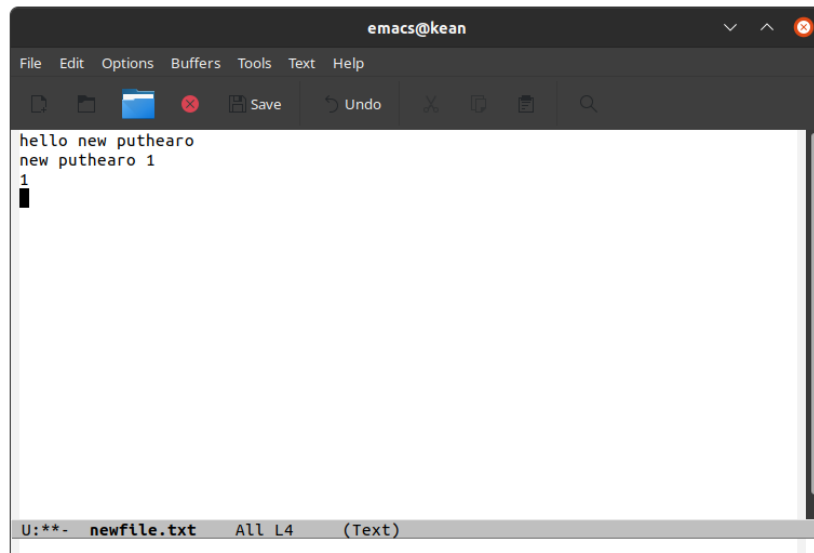 emacs@kean
File Edit Options Buffers Tools Text Help
Save Undo
hello new puthearo
new puthearo 1
1
U:**- newfile.txt All L4 (Text)